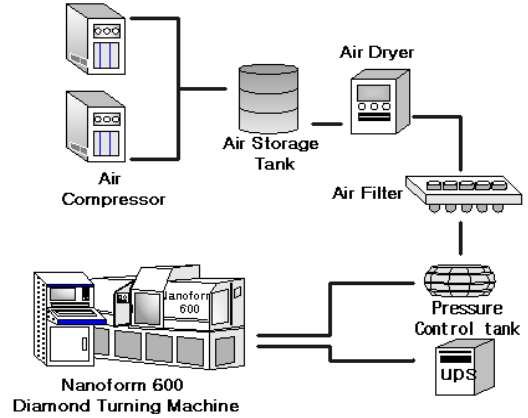 Air Dryer
Air Storage
Tank
Air
Compressor
Air Filter
Nanoform
600
Pressure
Control tank
ups
Nanoform 600
Diamond Turning Machine